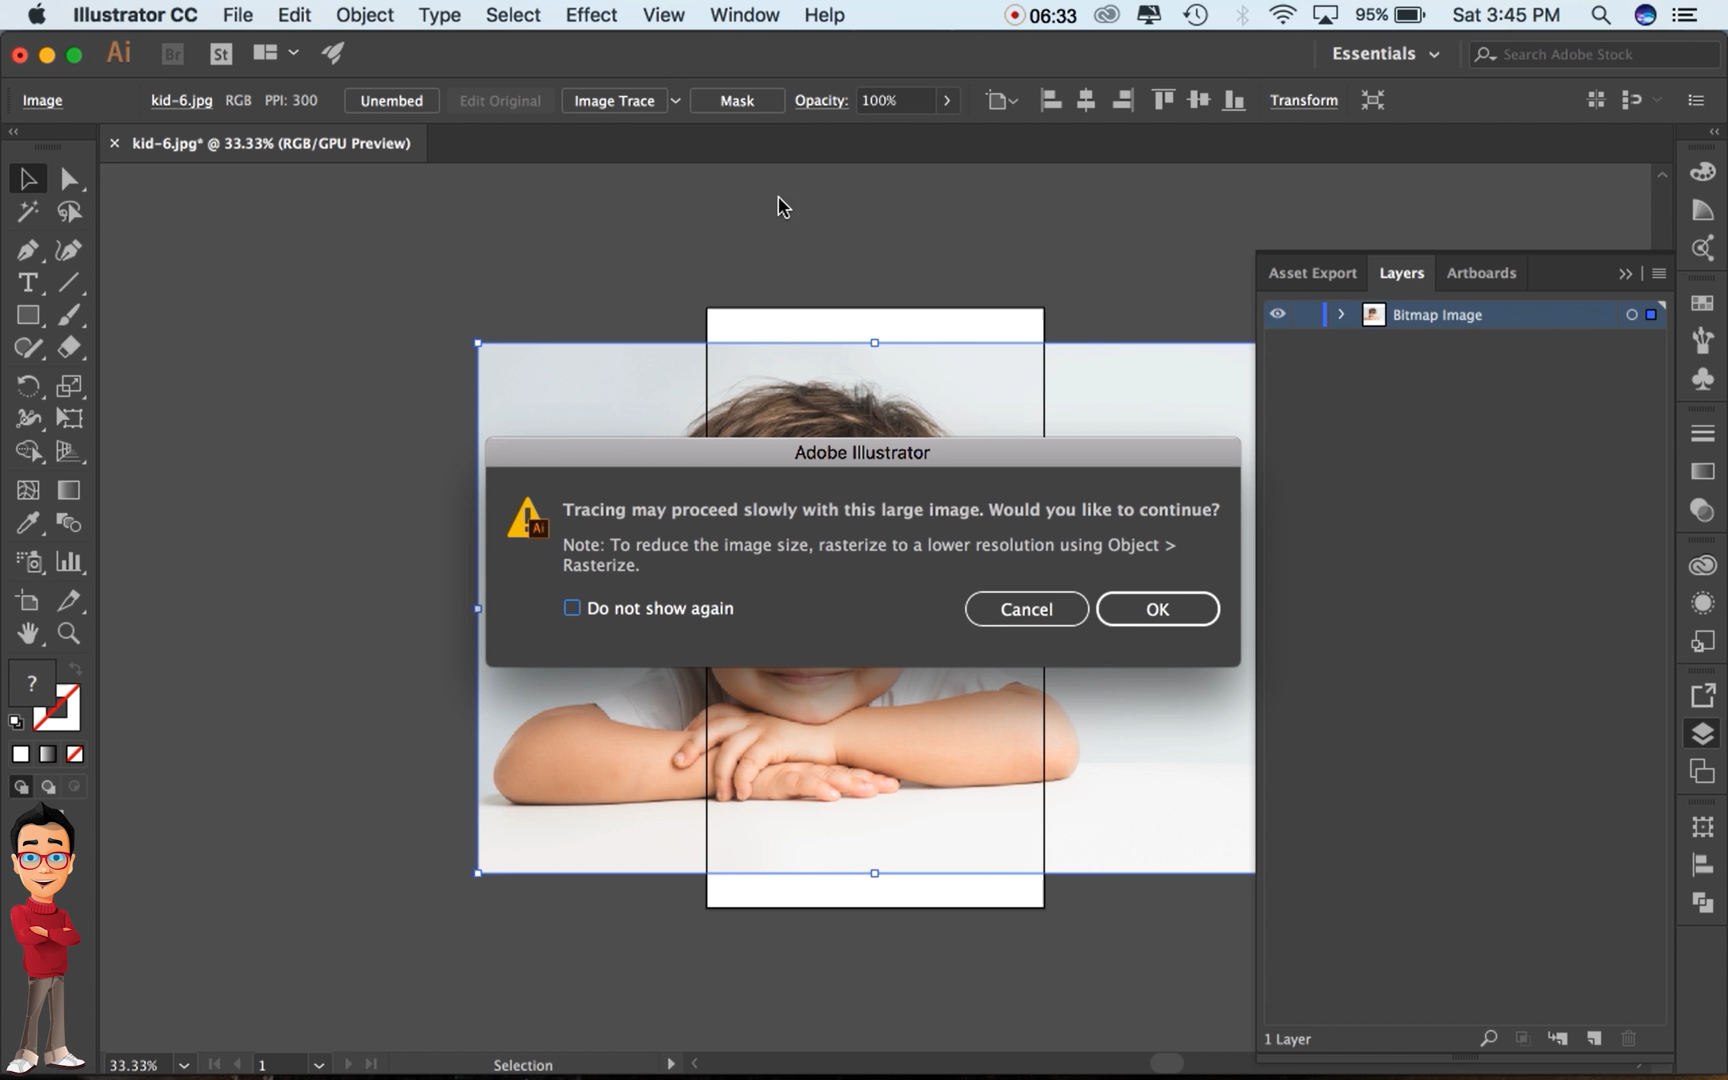 Illustrator CC File Edit Object Type Select Effect View Window Help 06:33 95% Sat 3:45 PM
Ai Br St Essentials Search Adobe Stock
Image kid-6.jpg RGB PPI: 300 Unembed Edit Original Image Trace Mask Opacity: 100% Transform
× kid-6.jpg* @ 33.33% (RGB/GPU Preview)
Asset Export Layers Artboards
Bitmap Image
Adobe Illustrator
Tracing may proceed slowly with this large image. Would you like to continue?
Note: To reduce the image size, rasterize to a lower resolution using Object >
Rasterize.
Ai
Do not show again Cancel OK
?
1 Layer
33.33% 1 Selection